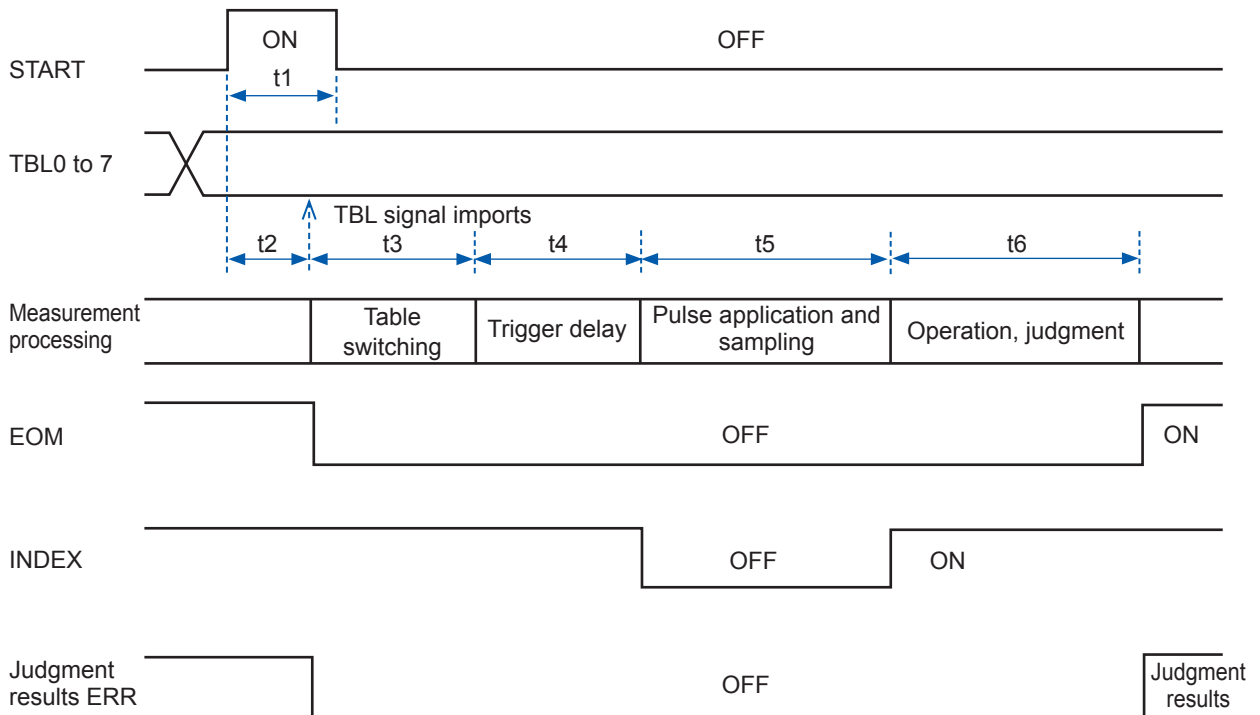 ON
OFF
START
t1
TBL0 to 7
TBL signal imports
t2
t3
t4
t5
t6
Measurement
processing
Table
switching
Trigger delay
Pulse application and
sampling
Operation, judgment
EOM
OFF
ON
INDEX
OFF
ON
Judgment
results ERR
OFF
Judgment
results